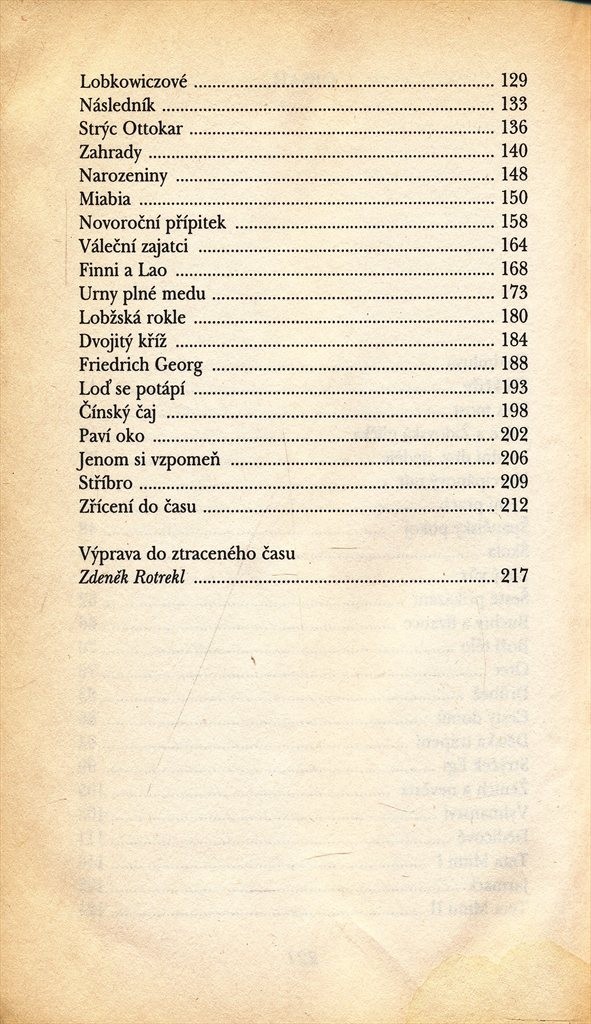 Lobkowiczové ........ 129
Následník ........ 133
Strýc Ottokar ........ 136
Zahrady ........ 140
Narozeniny ........ 148
Miabia ........ 150
Novoroční přípitek ........ 158
Váleční zajatci ........ 164
Finni a Lao ........ 168
Urny plné medu ........ 173
Lobžská rokle ........ 180
Dvojitý kříž ........ 184
Friedrich Georg ........ 188
Loď se potápí ........ 193
Čínský čaj ........ 198
Paví oko ........ 202
Jenom si vzpomeň ........ 206
Stříbro ........ 209
Zřícení do času ........ 212
Výprava do ztraceného času
Zdeněk Rotrekl ........ 217